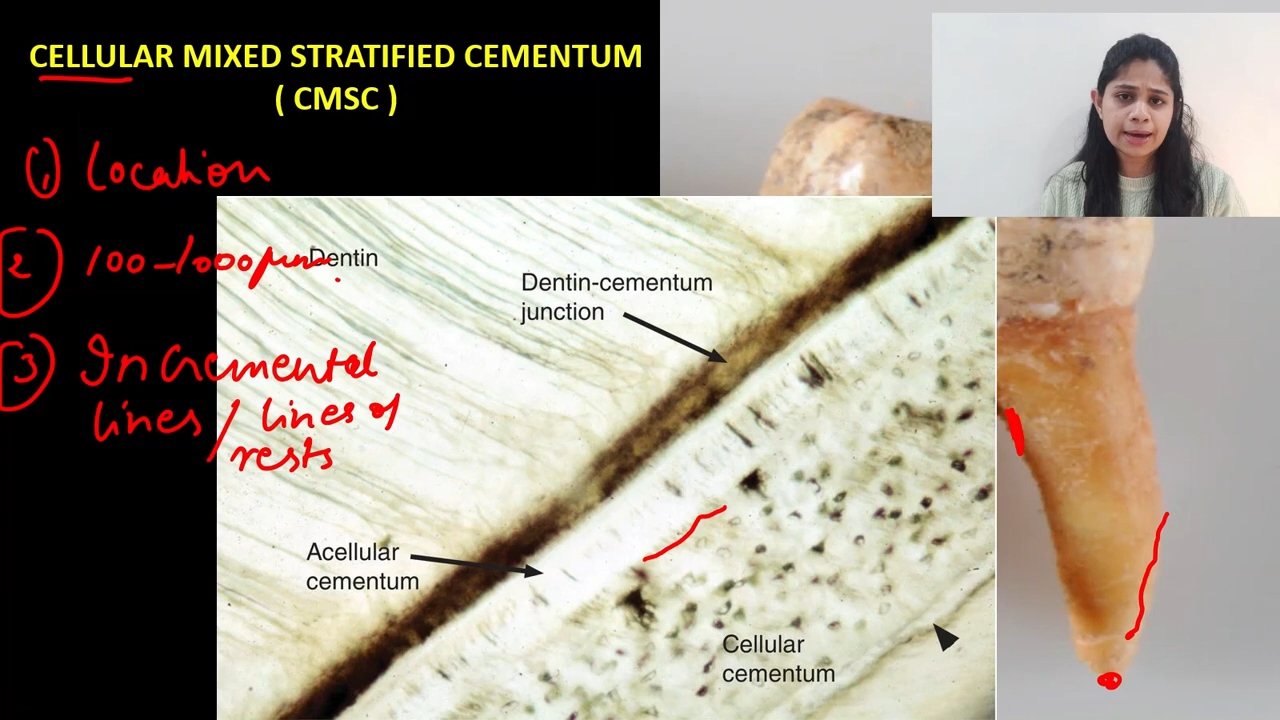 CELLULAR MIXED STRATIFIED CEMENTUM
( CMSC )
1) Location
2) 100-1000µm.
3) Incremental
lines / lines of
rests
Dentin
Dentin-cementum
junction
Acellular
cementum
Cellular
cementum